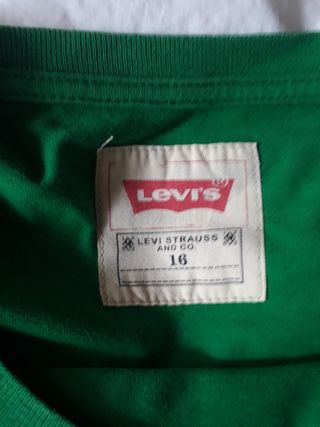 LEVI'S
LEVI STRAUSS
AND CO.
16